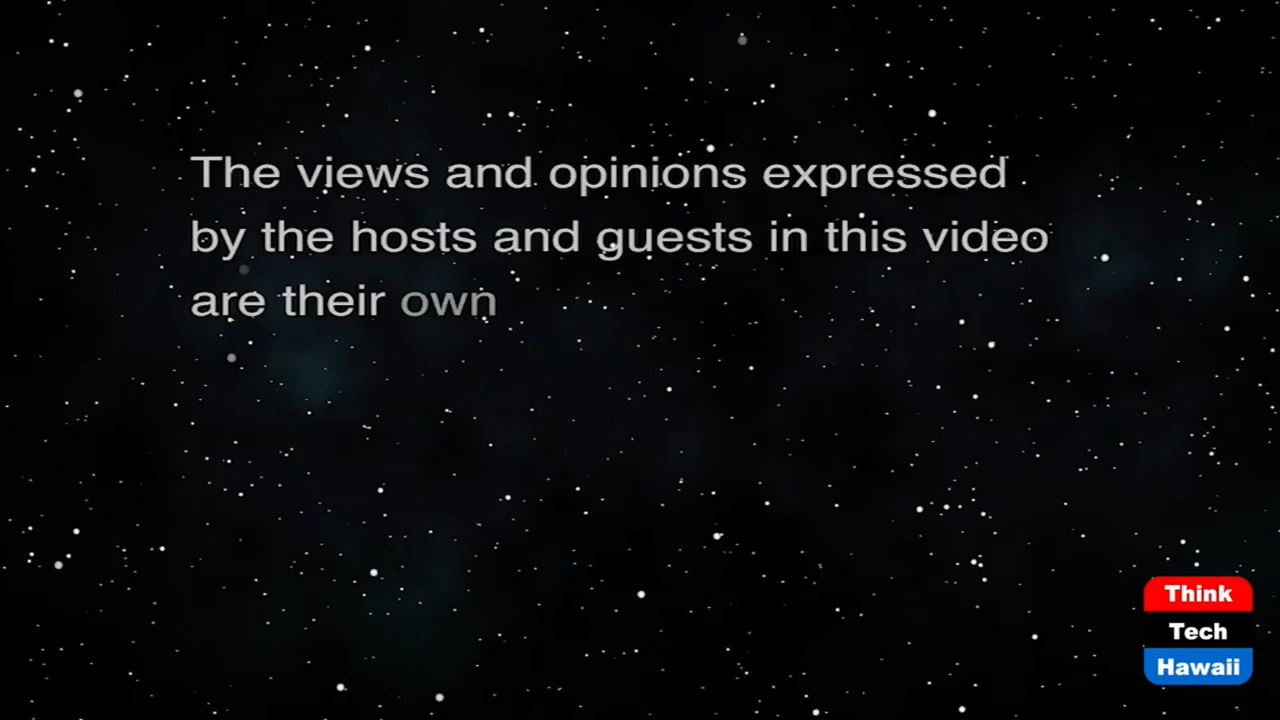 The views and opinions expressed
by the hosts and guests in this video
are their own
Think
Tech
Hawaii